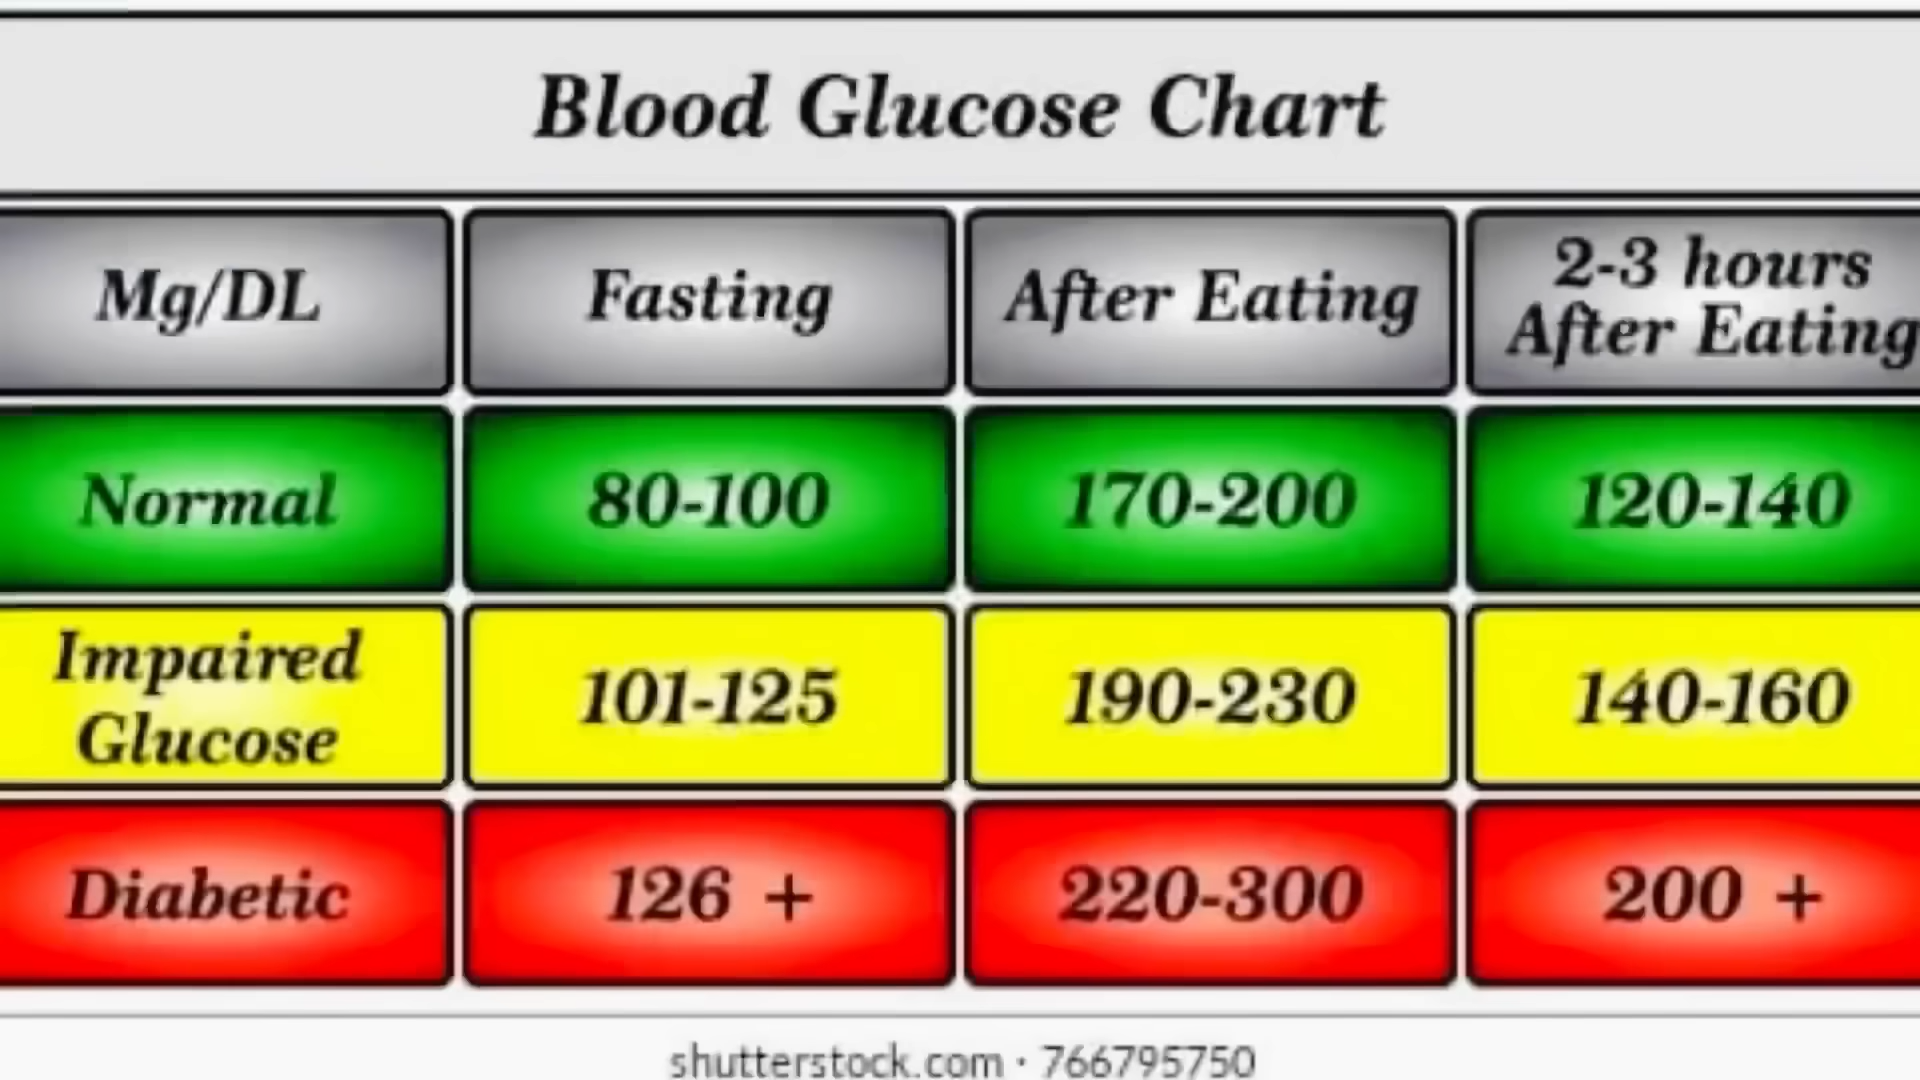 Blood Glucose Chart
Mg/DL
Fasting
After Eating
2-3 hours
After Eating
Normal
80-100
170-200
120-140
Impaired
Glucose
101-125
190-230
140-160
Diabetic
126 +
220-300
200 +
shutterstock.com · 766795750